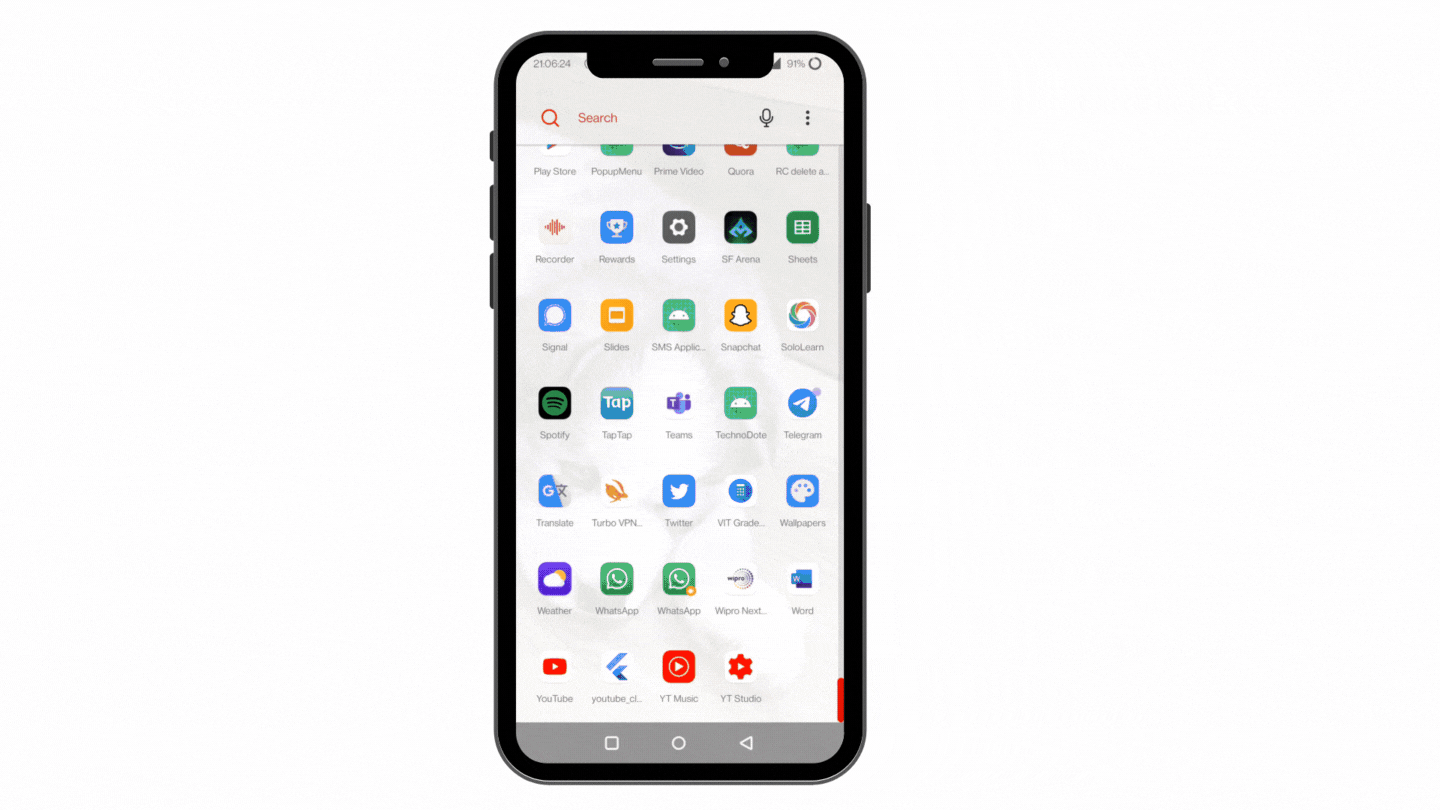 21:06:24 91%
Search
Play Store PopupMenu Prime Video Quora RC delete a...
Recorder Rewards Settings SF Arena Sheets
Signal Slides SMS Applic... Snapchat SoloLearn
Tap
Spotify TapTap Teams TechnoDote Telegram
Translate Turbo VPN... Twitter VIT Grade... Wallpapers
wipro
Weather WhatsApp WhatsApp Wipro Next... Word
YouTube youtube_cl... YT Music YT Studio